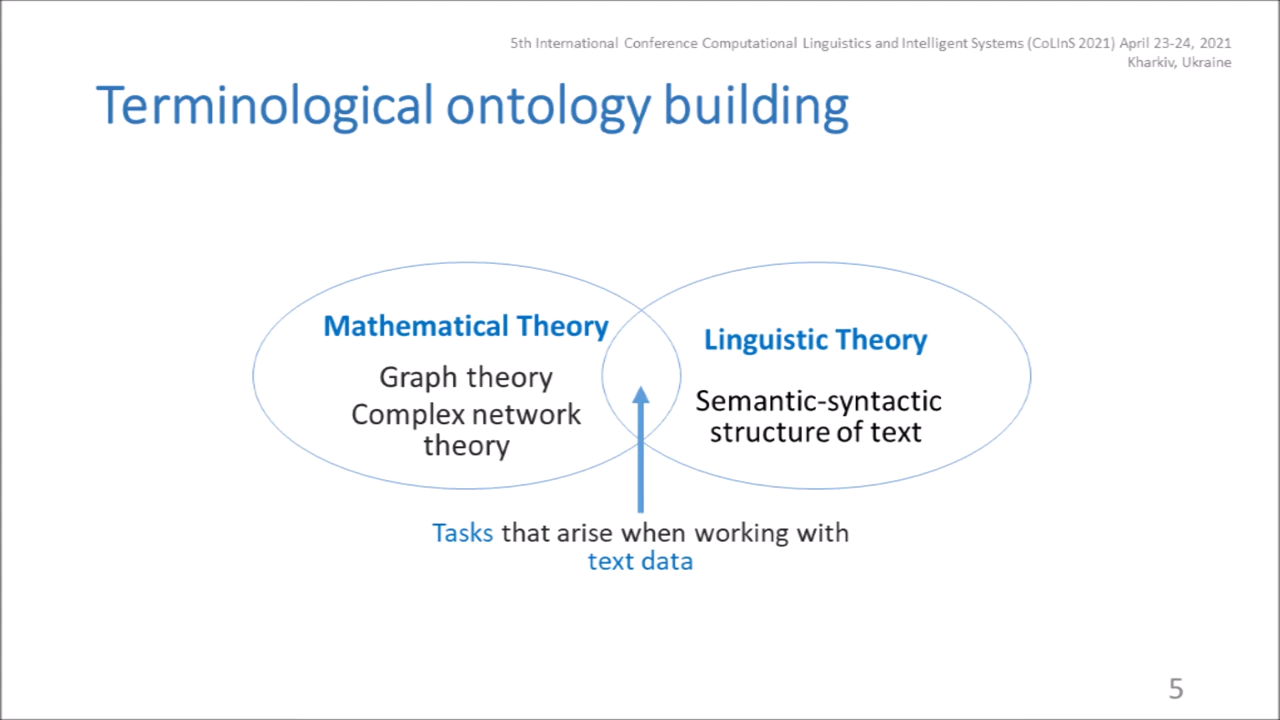 5th International Conference Computational Linguistics and Intelligent Systems (CoLInS 2021) April 23-24, 2021
Kharkiv, Ukraine
Terminological ontology building
Mathematical Theory
Graph theory
Complex network
theory
Linguistic Theory
Semantic-syntactic
structure of text
Tasks that arise when working with
text data
5